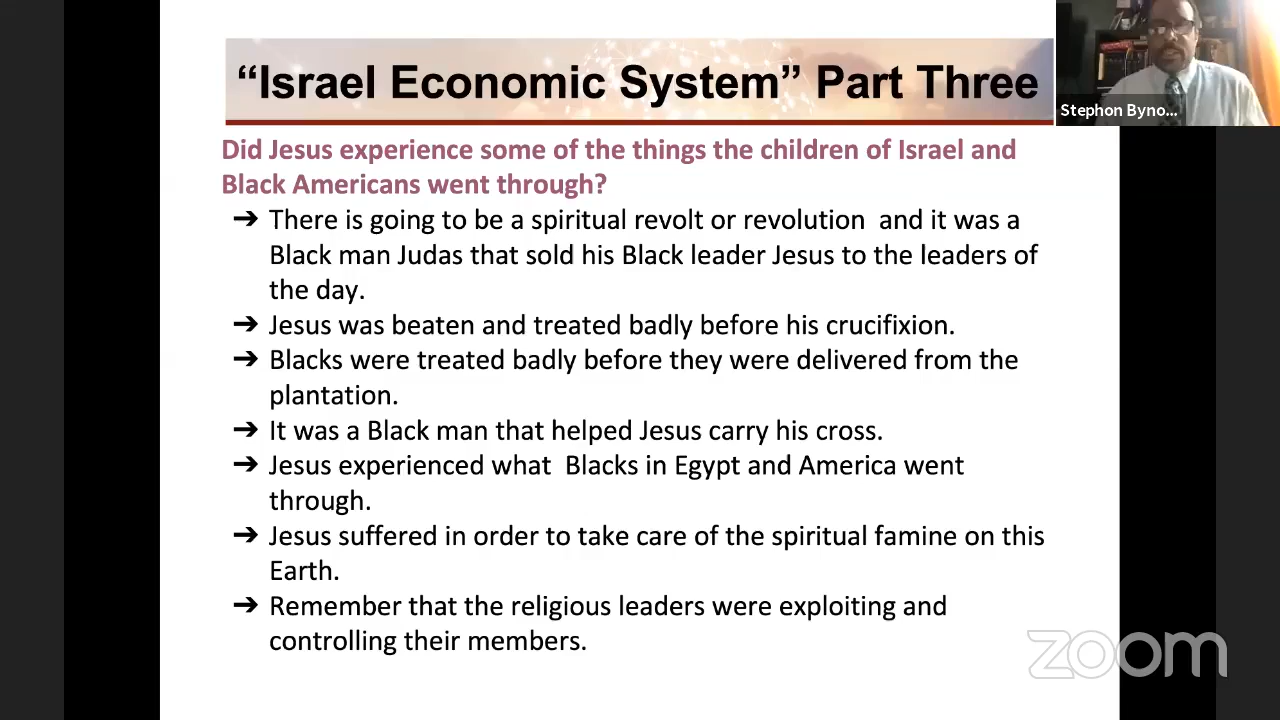 “Israel Economic System” Part Three
Stephon Byno...
Did Jesus experience some of the things the children of Israel and
Black Americans went through?
➔ There is going to be a spiritual revolt or revolution  and it was a
Black man Judas that sold his Black leader Jesus to the leaders of
the day.
➔ Jesus was beaten and treated badly before his crucifixion.
➔ Blacks were treated badly before they were delivered from the
plantation.
➔ It was a Black man that helped Jesus carry his cross.
➔ Jesus experienced what  Blacks in Egypt and America went
through.
➔ Jesus suffered in order to take care of the spiritual famine on this
Earth.
➔ Remember that the religious leaders were exploiting and
controlling their members.
zoom